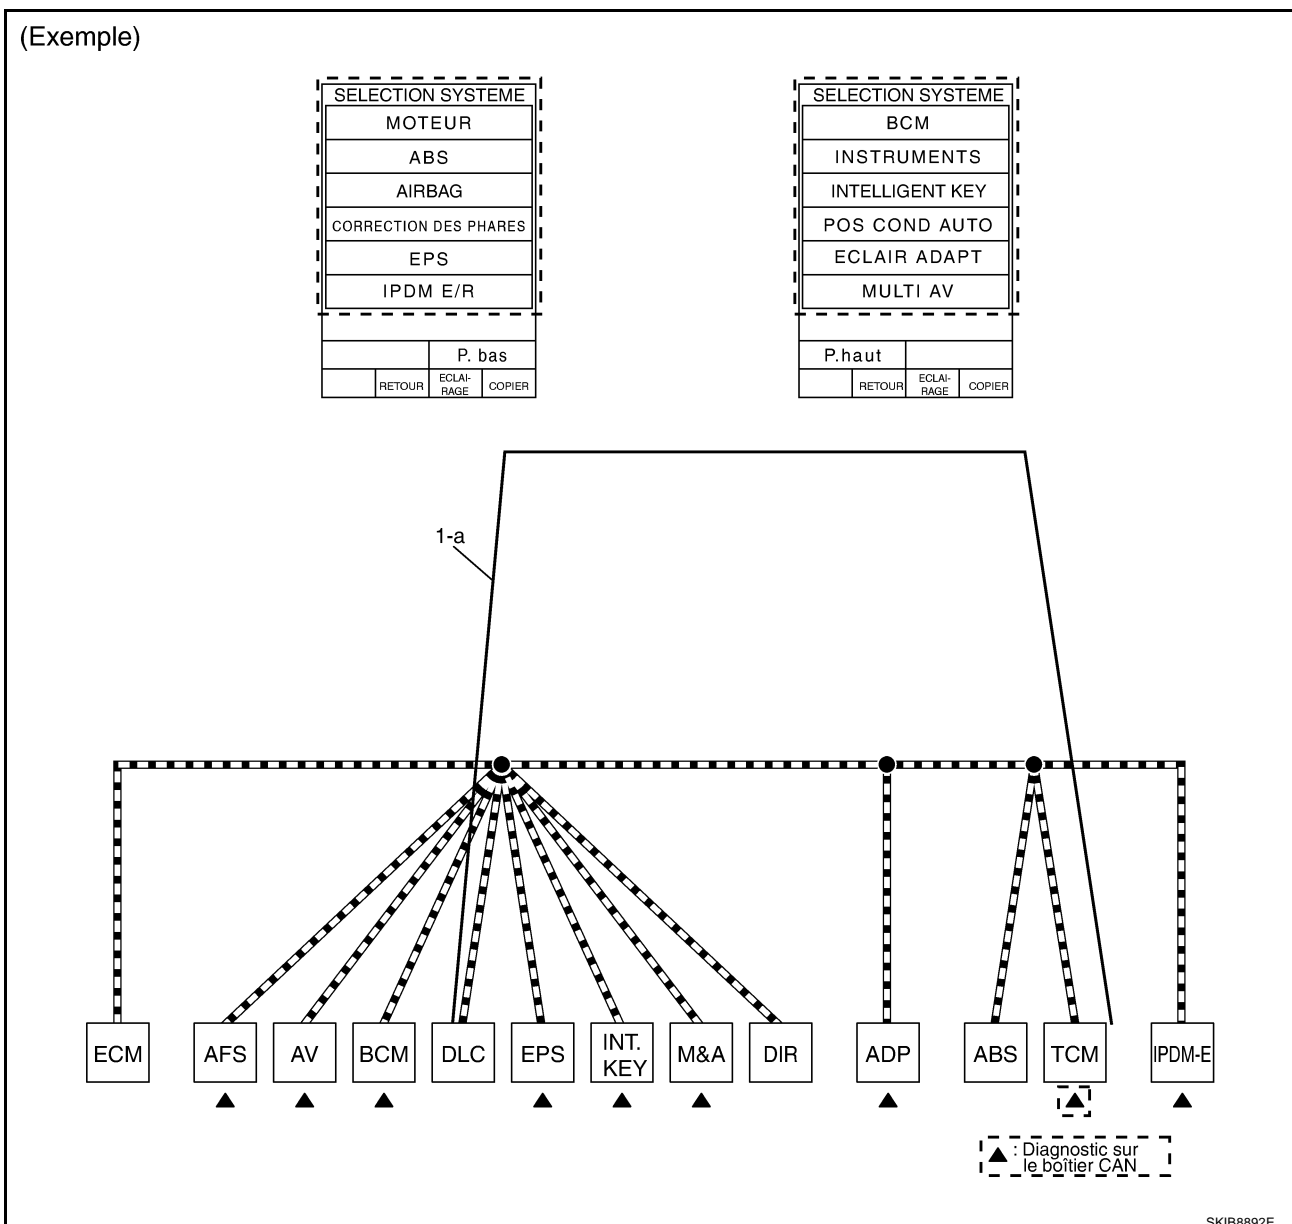 (Exemple)
SELECTION SYSTEME
MOTEUR
ABS
AIRBAG
CORRECTION DES PHARES
EPS
IPDM E/R
P. bas
RETOUR
ECLAI-
RAGE
COPIER
SELECTION SYSTEME
BCM
INSTRUMENTS
INTELLIGENT KEY
POS COND AUTO
ECLAIR ADAPT
MULTI AV
P.haut
RETOUR
ECLAI-
RAGE
COPIER
1-a
ECM
AFS
AV
BCM
DLC
EPS
INT.
KEY
M&A
DIR
ADP
ABS
TCM
IPDM-E
▲ : Diagnostic sur
le boîtier CAN
SKIB8892E